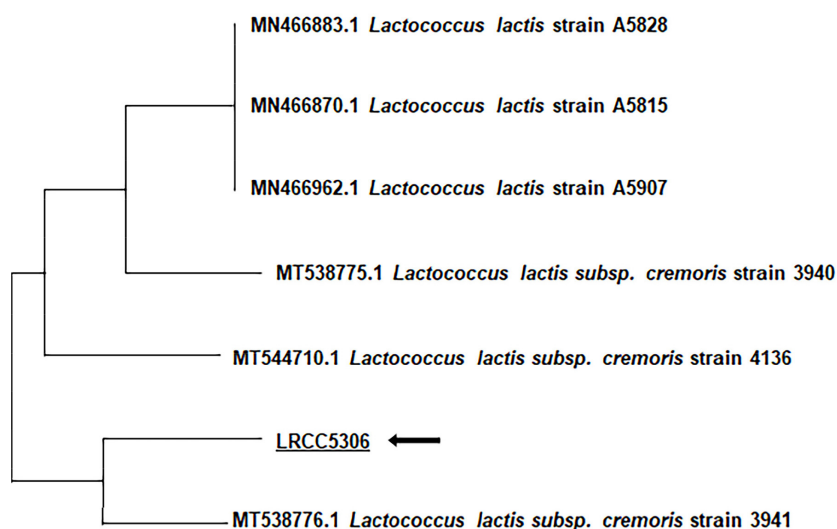 MN466883.1 Lactococcus lactis strain A5828
MN466870.1 Lactococcus lactis strain A5815
MN466962.1 Lactococcus lactis strain A5907
MT538775.1 Lactococcus lactis subsp. cremoris strain 3940
MT544710.1 Lactococcus lactis subsp. cremoris strain 4136
LRCC5306
MT538776.1 Lactococcus lactis subsp. cremoris strain 3941